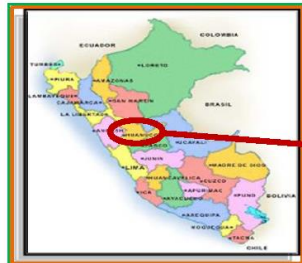 COLOMBIA
ECUADOR
TUMBES
LORETO
PIURA
AMAZONAS
LAMBAYEQUE
CAJAMARCA
SAN MARTIN
LA LIBERTAD
BRASIL
HUANUCO
UCAYALI
PASCO
JUNIN
LIMA
MADRE DE DIOS
HUANCAVELICA
CUZCO
ICA
APURIMAC
AYACUCHO
PUNO
BOLIVIA
AREQUIPA
MOQUEGUA
TACNA
CHILE